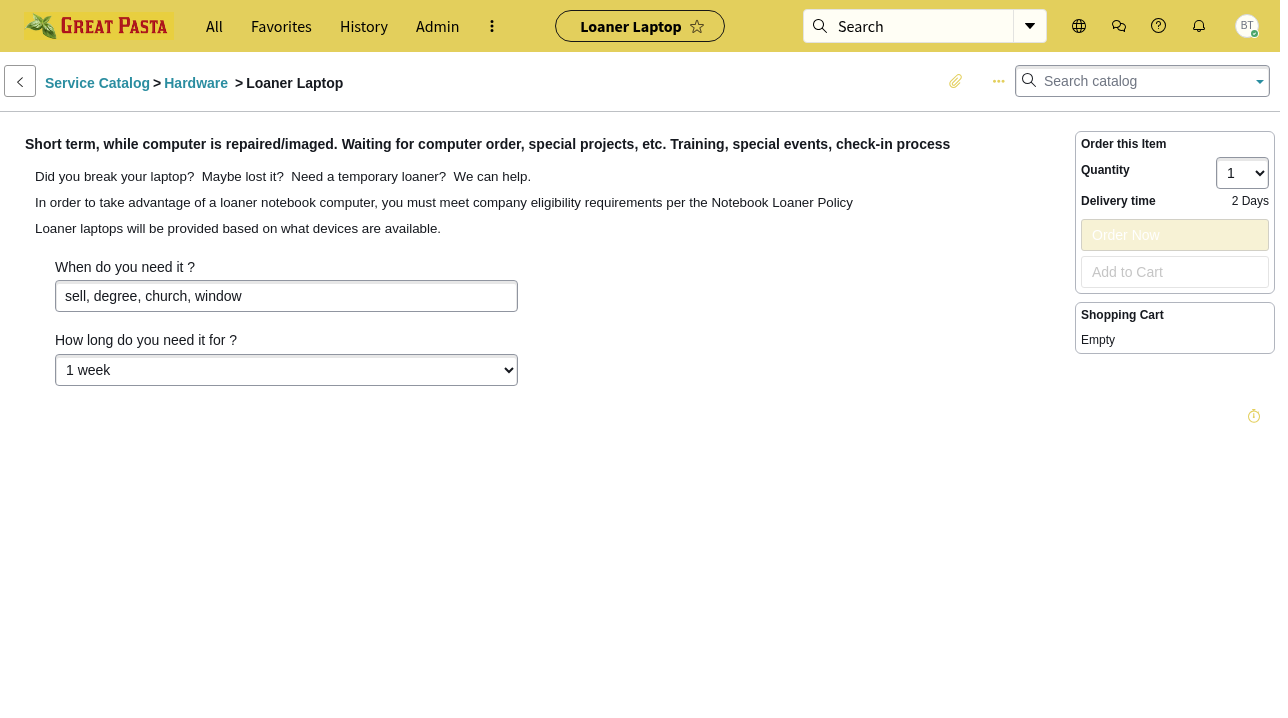 GREAT PASTA
All
Favorites
History
Admin
Loaner Laptop
Search
BT
Service Catalog > Hardware > Loaner Laptop
Search catalog
Short term, while computer is repaired/imaged. Waiting for computer order, special projects, etc. Training, special events, check-in process
Did you break your laptop?  Maybe lost it?  Need a temporary loaner?  We can help.
In order to take advantage of a loaner notebook computer, you must meet company eligibility requirements per the Notebook Loaner Policy
Loaner laptops will be provided based on what devices are available.
When do you need it ?
sell, degree, church, window
How long do you need it for ?
1 week
Order this Item
Quantity
1
Delivery time
2 Days
Order Now
Add to Cart
Shopping Cart
Empty